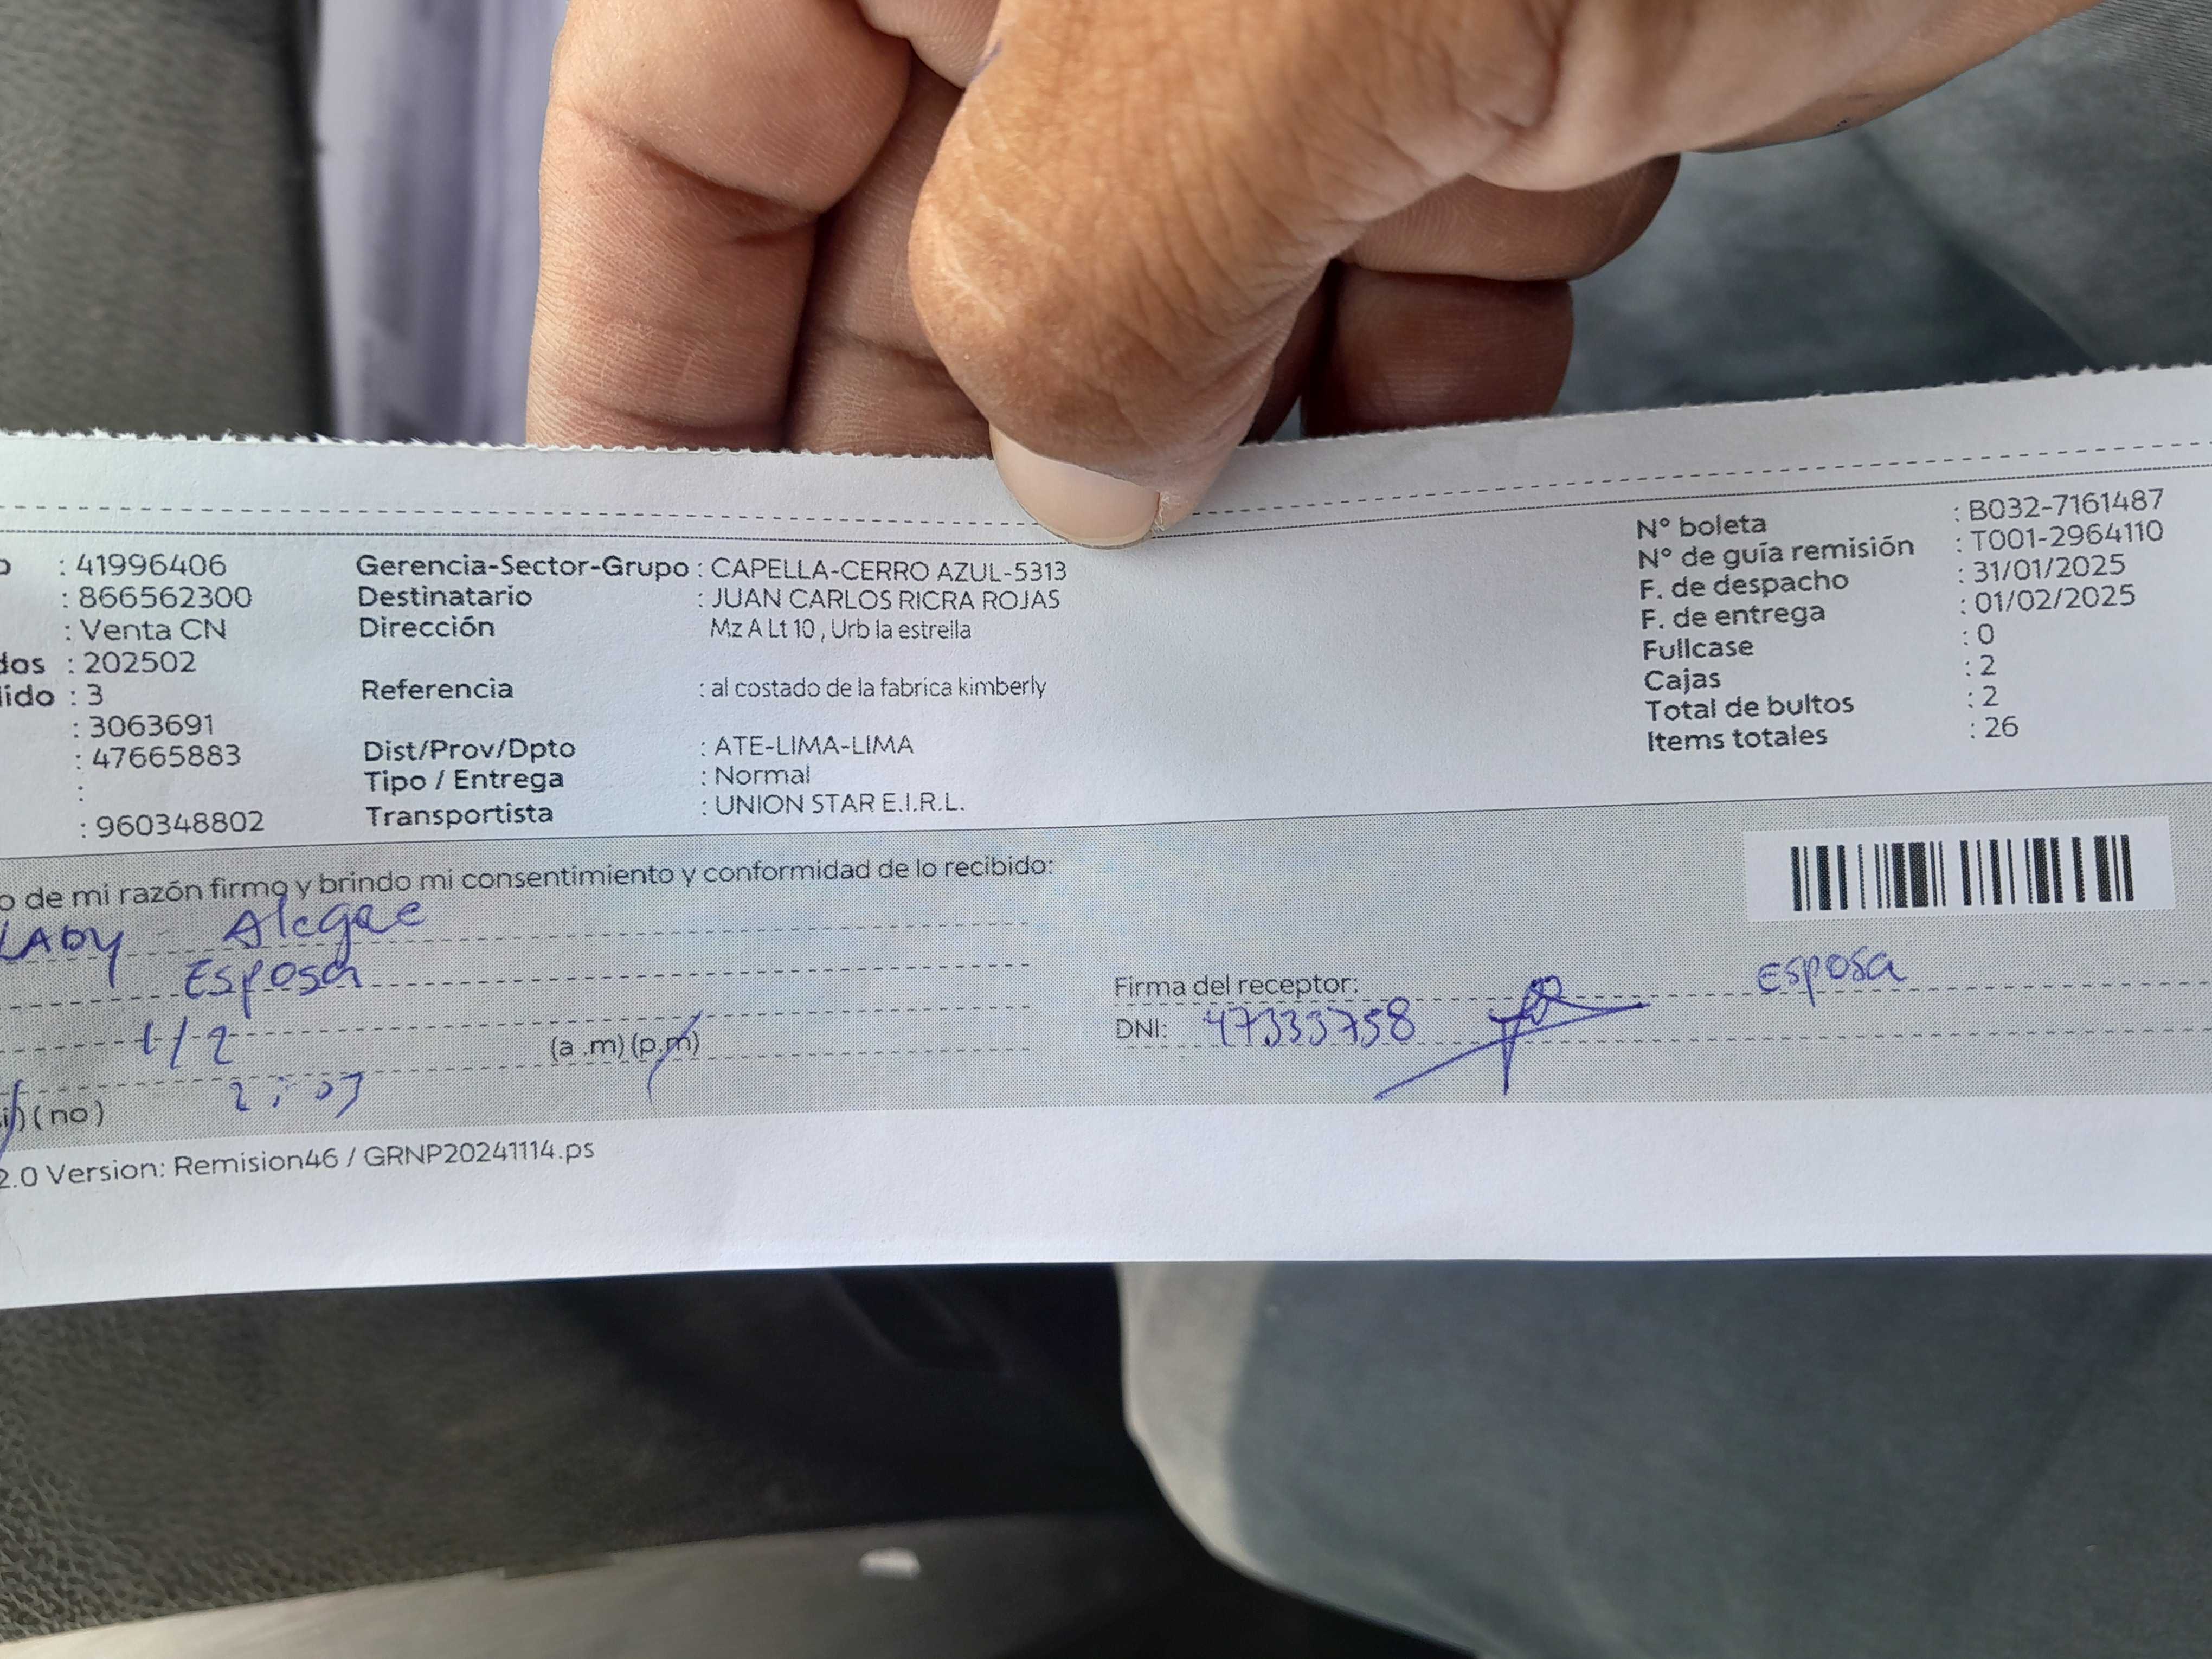 : 41996406
: 866562300
: Venta CN
dos : 202502
lido : 3
: 3063691
: 47665883
:
: 960348802
Gerencia-Sector-Grupo : CAPELLA-CERRO AZUL-5313
Destinatario : JUAN CARLOS RICRA ROJAS
Dirección Mz A Lt 10 , Urb la estrella
Referencia : al costado de la fabrica kimberly
Dist/Prov/Dpto : ATE-LIMA-LIMA
Tipo / Entrega : Normal
Transportista : UNION STAR E.I.R.L.
N° boleta : B032-7161487
N° de guía remisión : T001-2964110
F. de despacho : 31/01/2025
F. de entrega : 01/02/2025
Fullcase : 0
Cajas : 2
Total de bultos : 2
Items totales : 26
o de mi razón firmo y brindo mi consentimiento y conformidad de lo recibido:
LADY Alegre
Esposa
1/2 (a .m) (p.m)
(no) 2:07
Firma del receptor: Esposa
DNI: 47333758
2.0 Version: Remision46 / GRNP20241114.ps